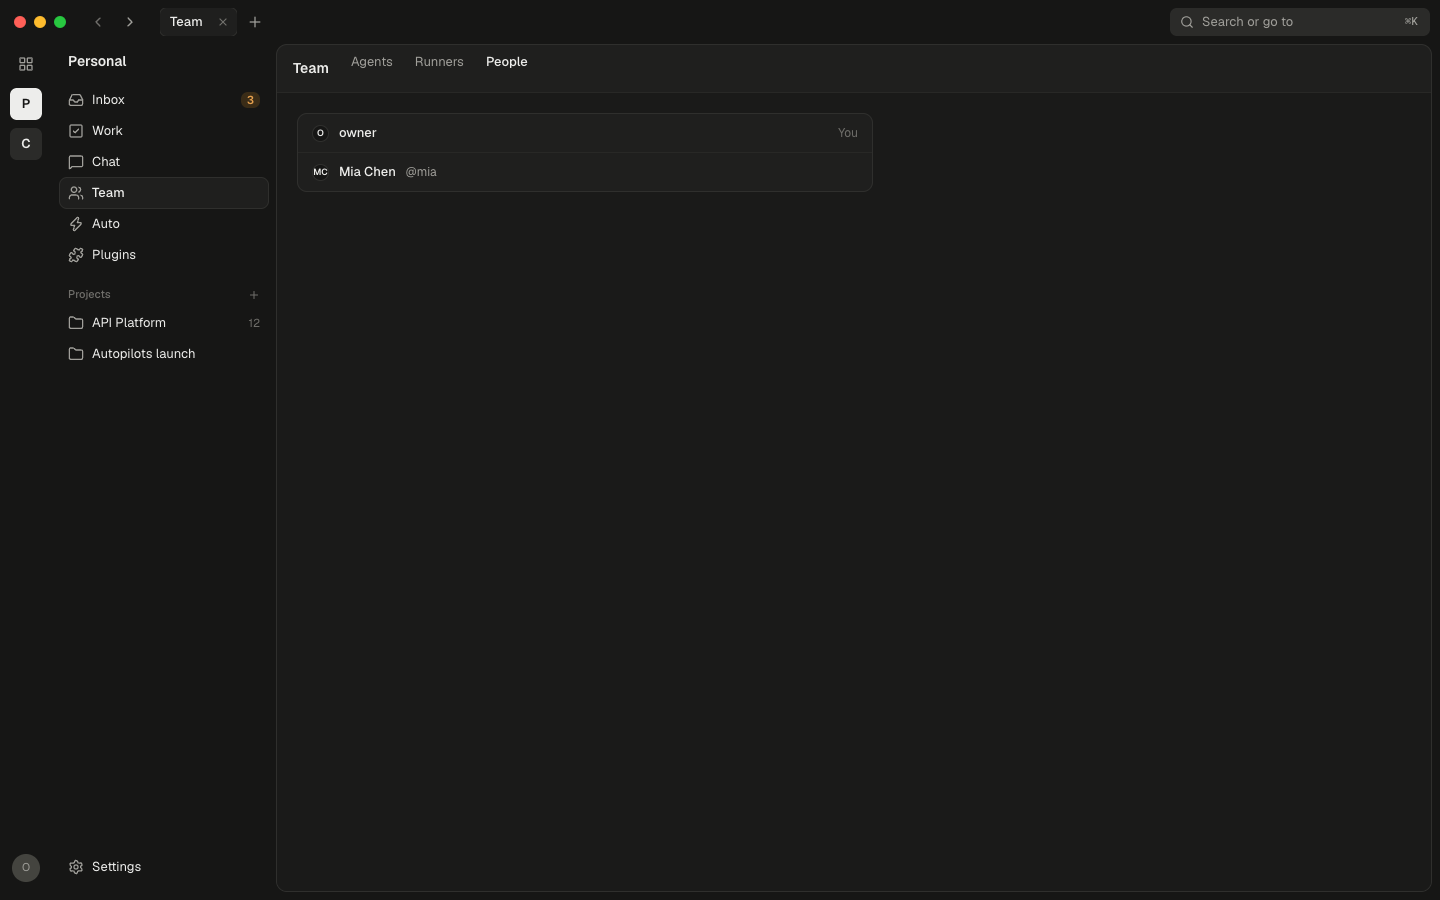 Team
Search or go to ⌘K
Personal
P
C
Inbox 3
Work
Chat
Team
Auto
Plugins
Projects
API Platform 12
Autopilots launch
O
Settings
Team Agents Runners People
O owner You
MC Mia Chen @mia